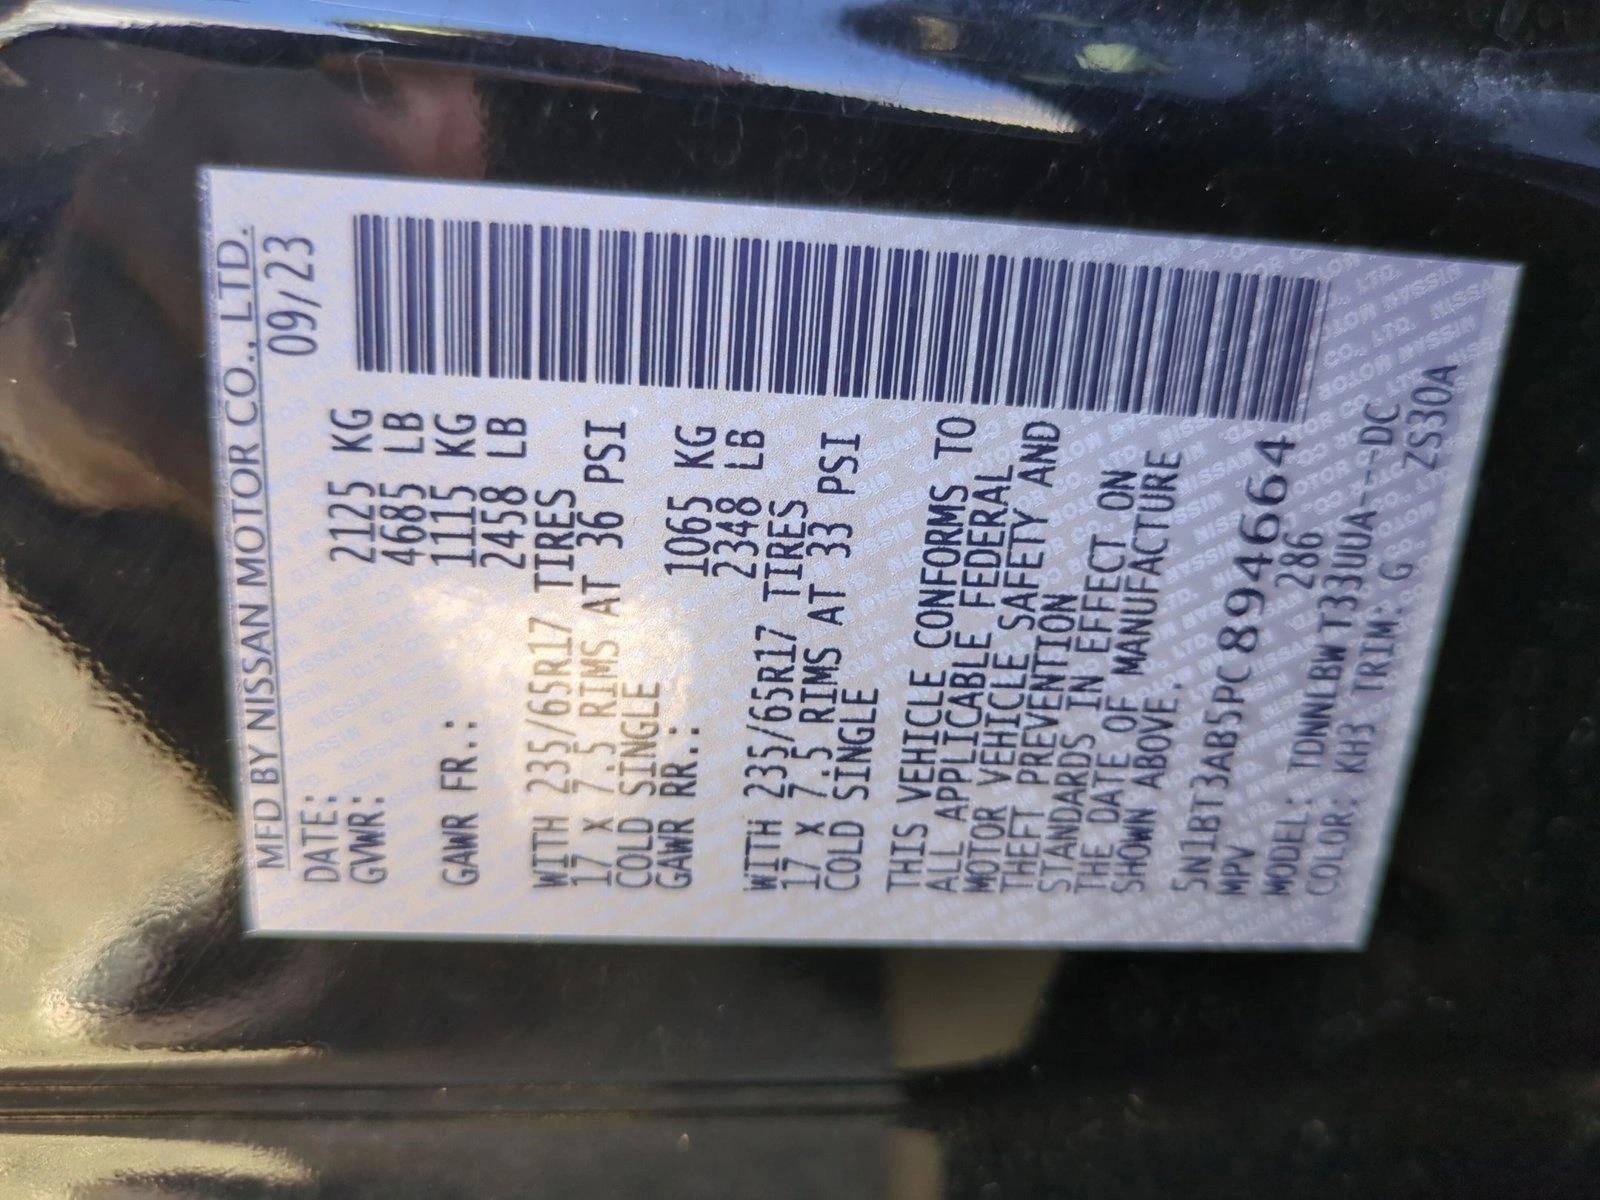 MFD BY NISSAN MOTOR CO., LTD.
DATE: 09/23
GVWR: 2125 KG
4685 LB
GAWR FR.: 1115 KG
2458 LB
WITH 235/65R17 TIRES
17 X 7.5 RIMS AT 36 PSI
COLD SINGLE
GAWR RR.: 1065 KG
2348 LB
WITH 235/65R17 TIRES
17 X 7.5 RIMS AT 33 PSI
COLD SINGLE
THIS VEHICLE CONFORMS TO
ALL APPLICABLE FEDERAL
MOTOR VEHICLE SAFETY AND
THEFT PREVENTION
STANDARDS IN EFFECT ON
THE DATE OF MANUFACTURE
SHOWN ABOVE.
5N1BT3AB5PC894664
MPV 286
MODEL: TDNNLBW T33UUA---DC
COLOR: KH3 TRIM: G ZS30A